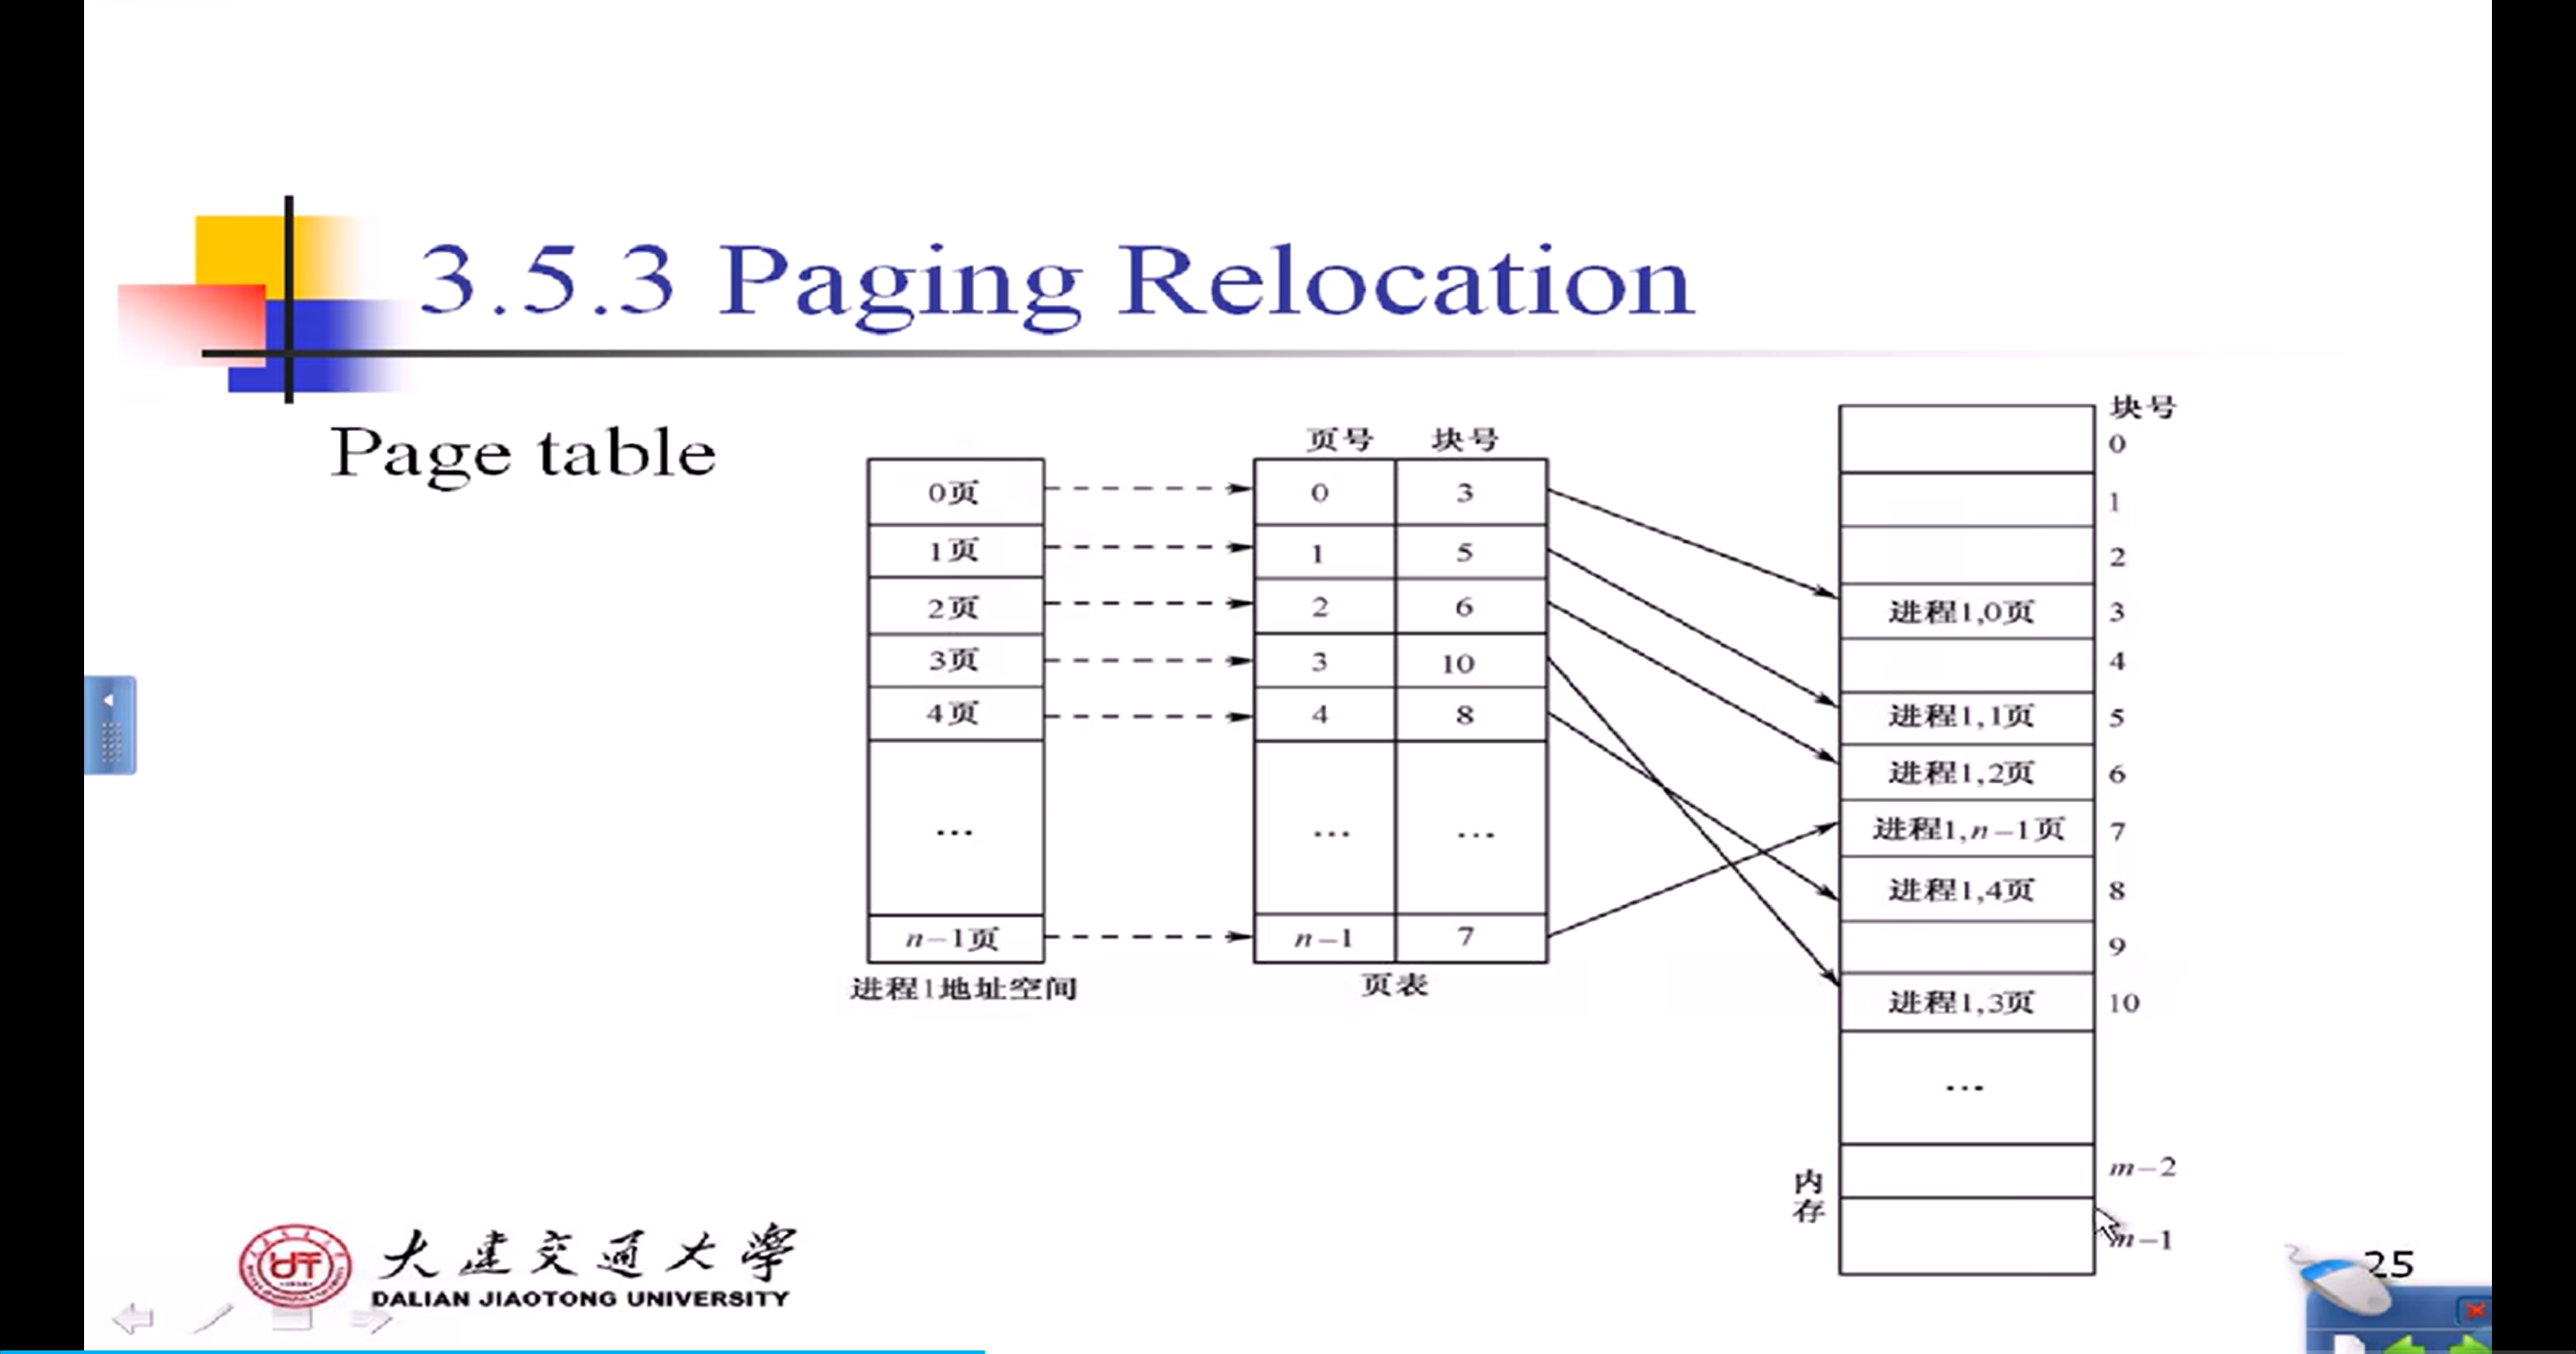 3.5.3 Paging Relocation
Page table
0页
1页
2页
3页
4页
…
n−1页
进程1地址空间
页号 块号
0 3
1 5
2 6
3 10
4 8
… …
n−1 7
页表
块号
0
1
2
进程1,0页 3
4
进程1,1页 5
进程1,2页 6
进程1,n−1页 7
进程1,4页 8
9
进程1,3页 10
…
m−2
m−1
内存
大连交通大学
DALIAN JIAOTONG UNIVERSITY
25